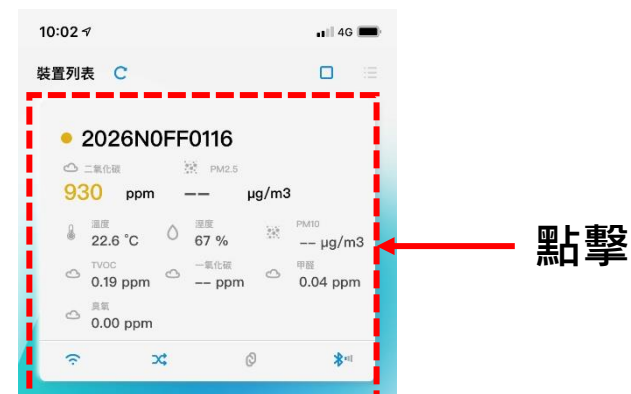 10:02
4G
裝置列表
2026N0FF0116
二氧化碳 PM2.5
930 ppm -- µg/m3
溫度 溼度 PM10
22.6 °C 67 % -- µg/m3
TVOC 一氧化碳 甲醛
0.19 ppm -- ppm 0.04 ppm
臭氧
0.00 ppm
點擊